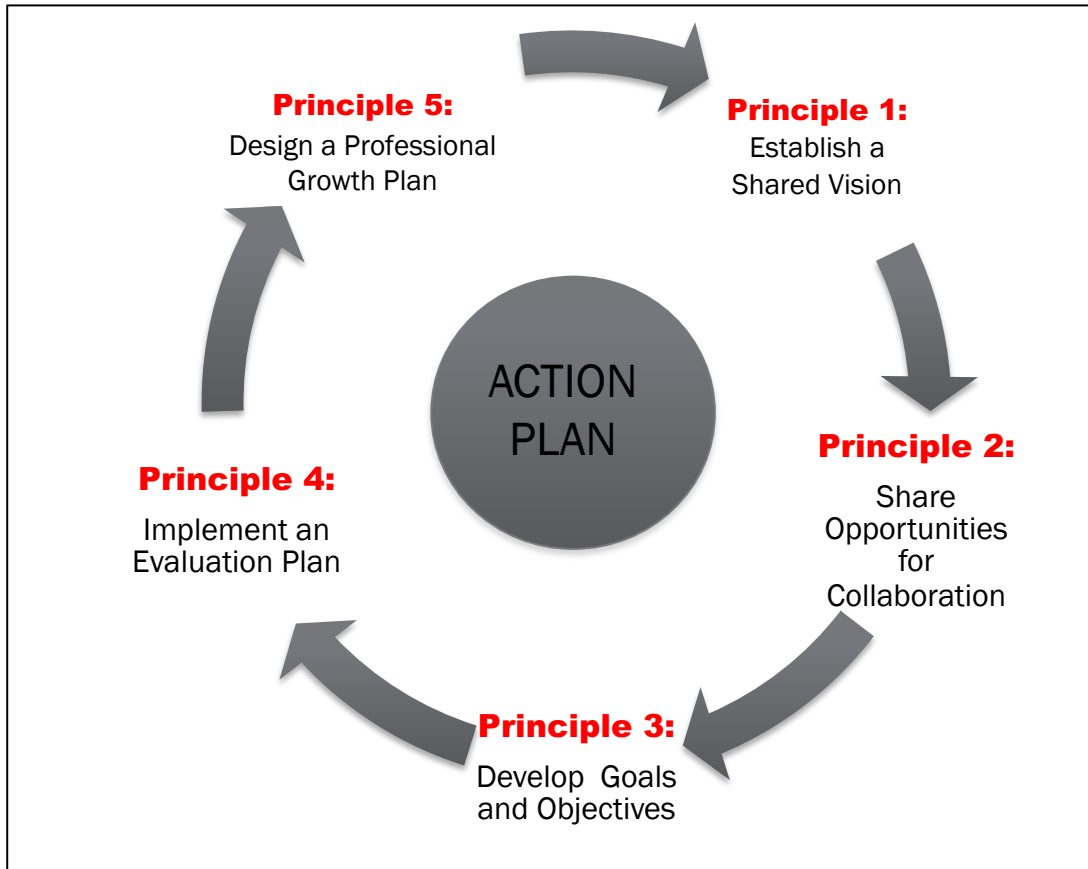 Principle 1:
Establish a
Shared Vision
Principle 2:
Share
Opportunities
for
Collaboration
Principle 3:
Develop Goals
and Objectives
Principle 4:
Implement an
Evaluation Plan
Principle 5:
Design a Professional
Growth Plan
ACTION
PLAN